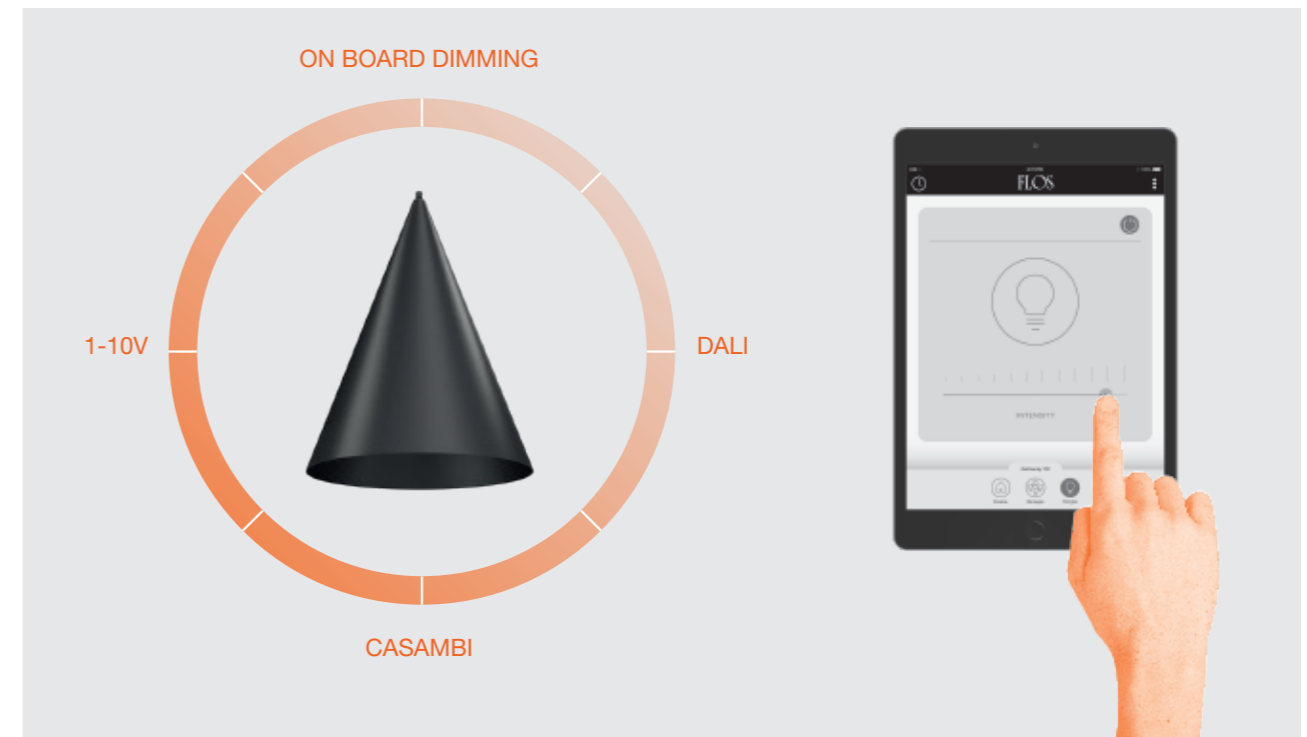 ON BOARD DIMMING
1-10V
DALI
CASAMBI
FLOS
INTENSITY